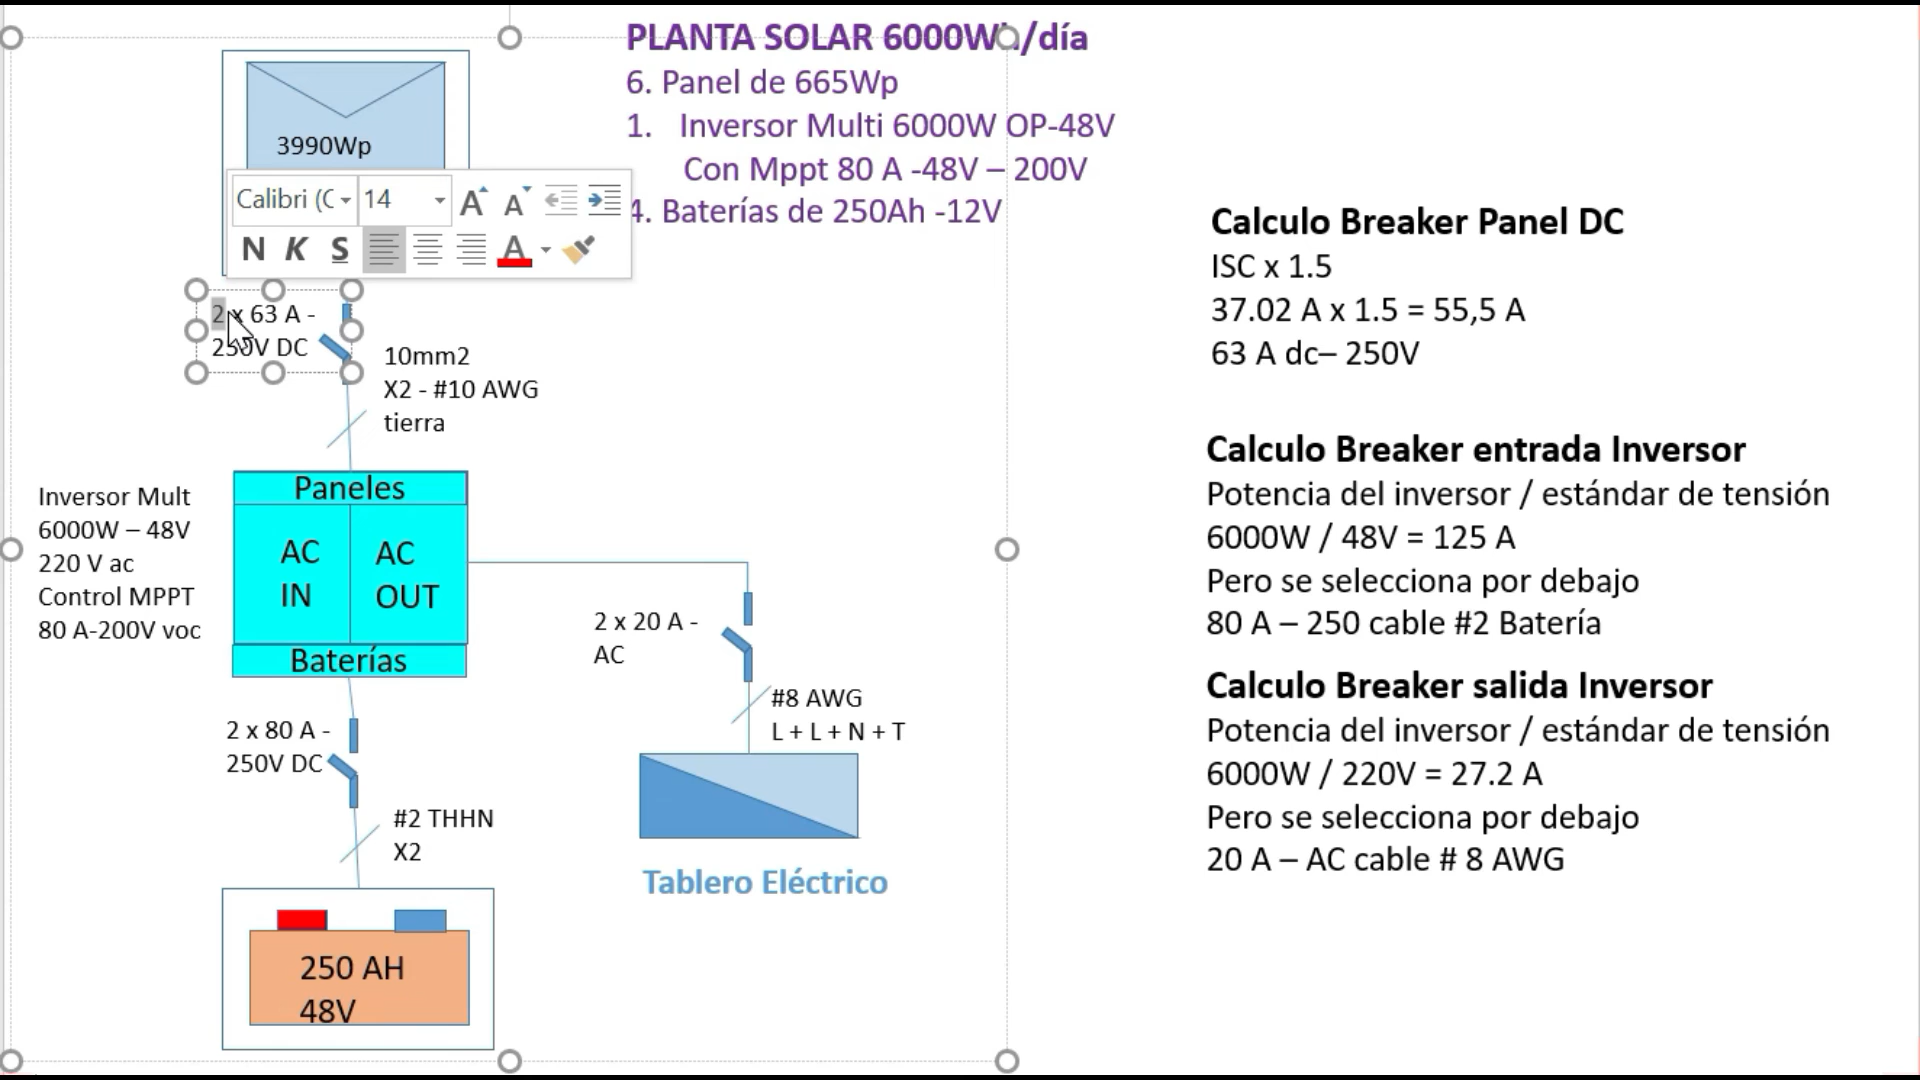 PLANTA SOLAR 6000Wh/día
6. Panel de 665Wp
1. Inversor Multi 6000W OP-48V
Con Mppt 80 A -48V – 200V
4. Baterías de 250Ah -12V
3990Wp
Calibri (C
14
A A
N K S A
2 x 63 A -
250V DC
10mm2
X2 - #10 AWG
tierra
Inversor Mult
6000W – 48V
220 V ac
Control MPPT
80 A-200V voc
Paneles
AC
IN
AC
OUT
Baterías
2 x 20 A -
AC
#8 AWG
L + L + N + T
2 x 80 A -
250V DC
#2 THHN
X2
Tablero Eléctrico
250 AH
48V
Calculo Breaker Panel DC
ISC x 1.5
37.02 A x 1.5 = 55,5 A
63 A dc– 250V
Calculo Breaker entrada Inversor
Potencia del inversor / estándar de tensión
6000W / 48V = 125 A
Pero se selecciona por debajo
80 A – 250 cable #2 Batería
Calculo Breaker salida Inversor
Potencia del inversor / estándar de tensión
6000W / 220V = 27.2 A
Pero se selecciona por debajo
20 A – AC cable # 8 AWG